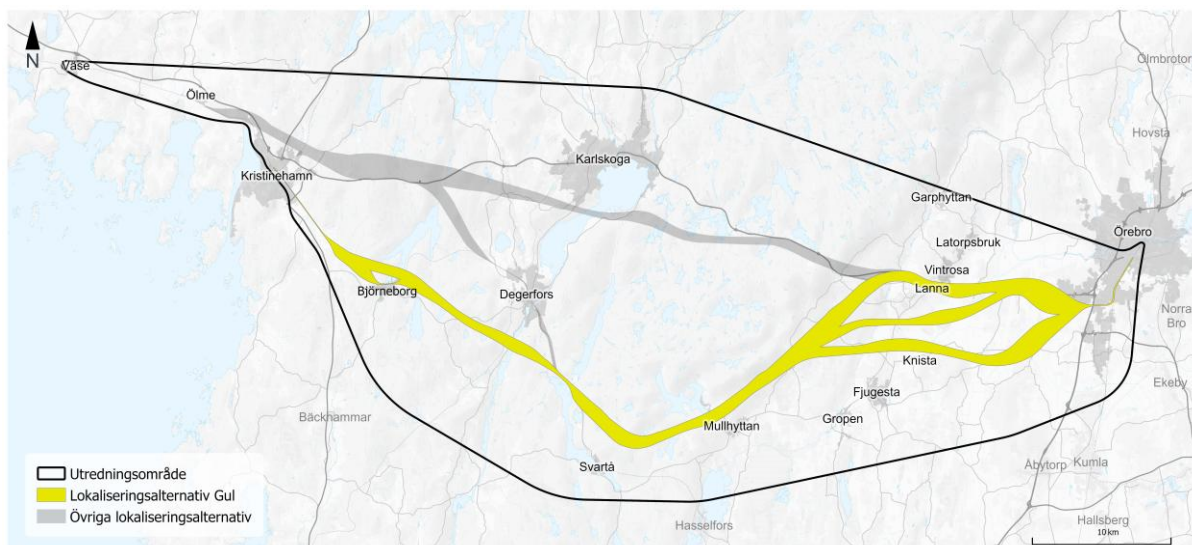 N
Väse
Ölme
Kristinehamn
Karlskoga
Björneborg
Degerfors
Bäckhammar
Svartå
Mullhyttan
Hasselfors
Garphyttan
Latorpsbruk
Vintrosa
Lanna
Knista
Fjugesta
Gropen
Ölmbrotorp
Hovsta
Örebro
Norra
Bro
Ekeby
Åbytorp
Kumla
Hallsberg
10 km
Utredningsområde
Lokaliseringsalternativ Gul
Övriga lokaliseringsalternativ